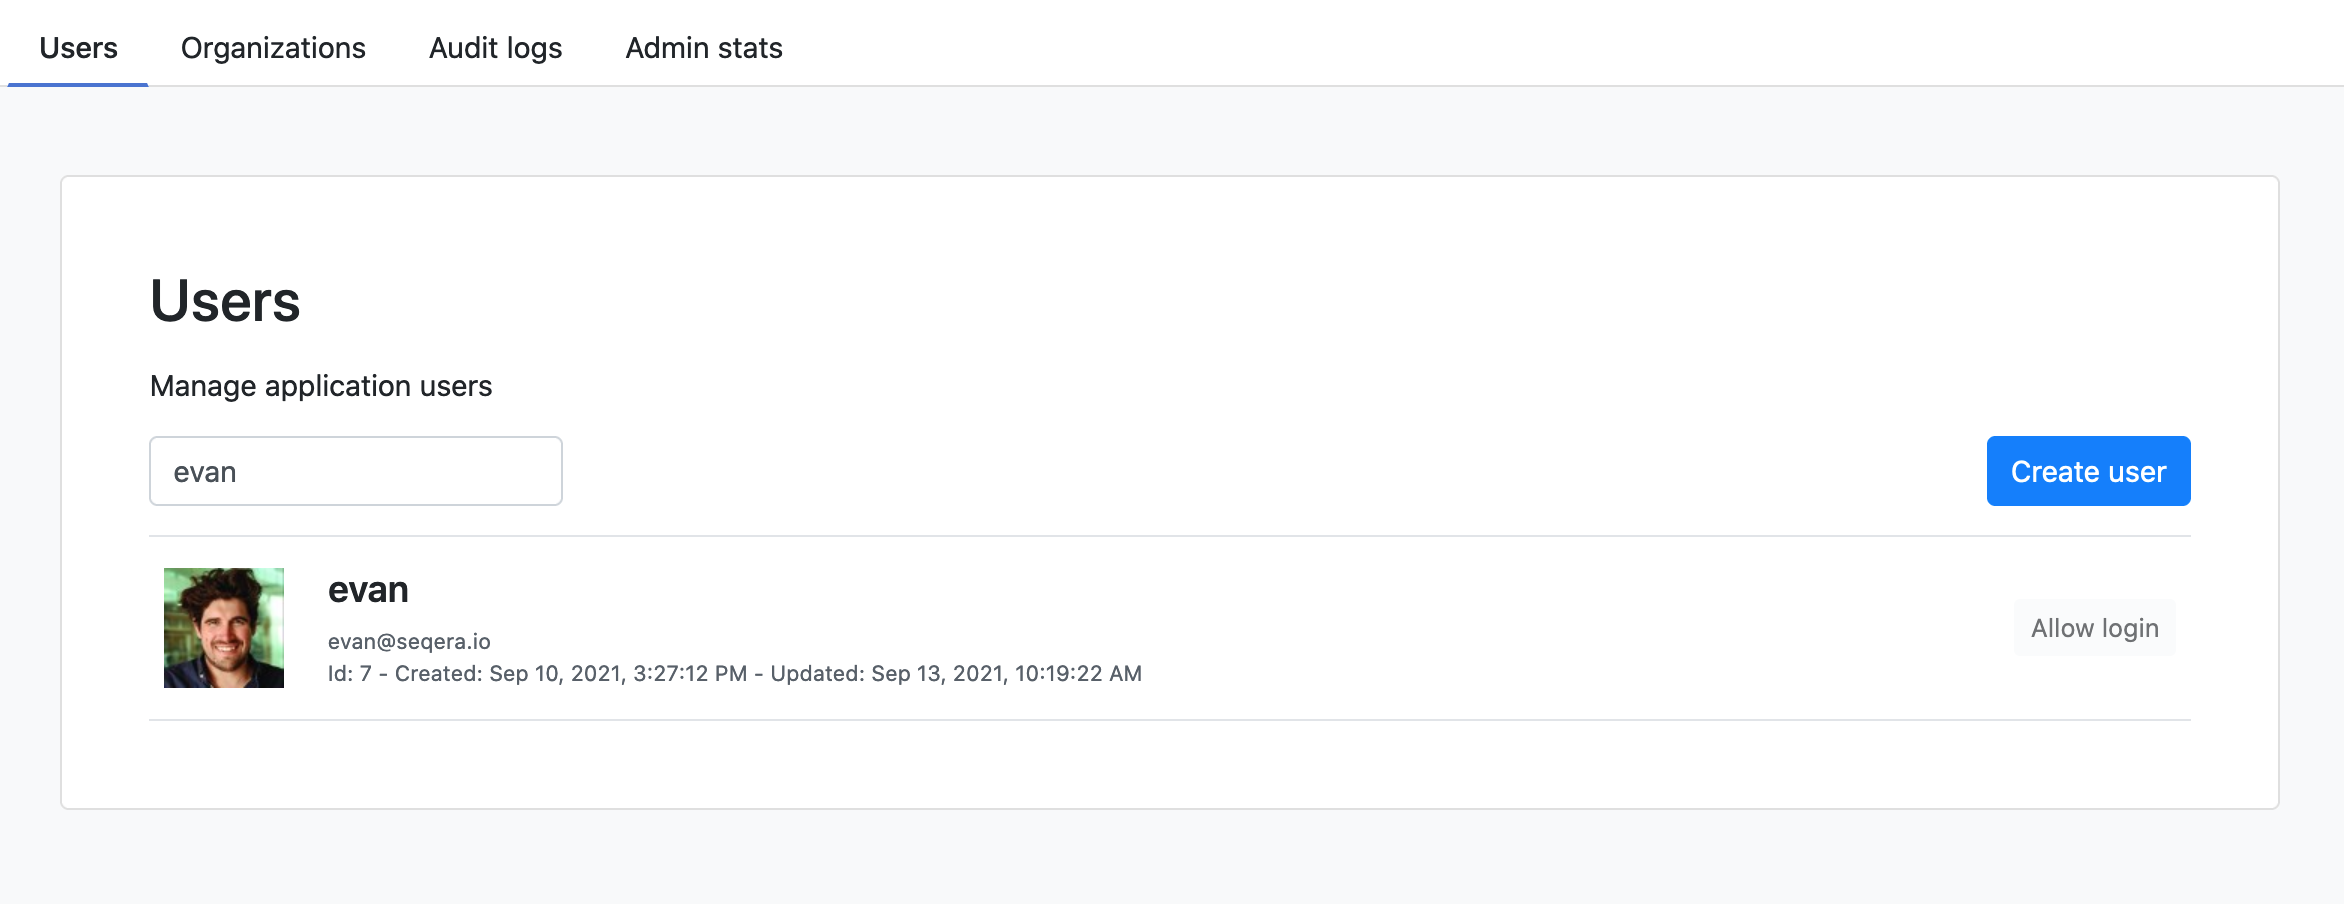 Users Organizations Audit logs Admin stats
Users
Manage application users
evan
Create user
evan
evan@seqera.io
Id: 7 - Created: Sep 10, 2021, 3:27:12 PM - Updated: Sep 13, 2021, 10:19:22 AM
Allow login